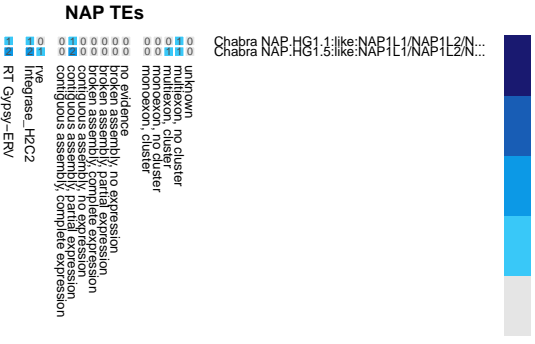 NAP TEs
1 1 0 0 1 0 0 0 0 0 0 0 0 1 0 Chabra NAP.HG1.1:like:NAP1L1/NAP1L2/N...
2 2 1 0 2 0 0 0 0 0 0 0 1 1 0 Chabra NAP.HG1.5:like:NAP1L1/NAP1L2/N...
RT Gypsy−ERV
Integrase_H2C2
rve
contiguous assembly, complete expression
contiguous assembly, partial expression
contiguous assembly, no expression
broken assembly, complete expression
broken assembly, partial expression
broken assembly, no expression
no evidence
monoexon, cluster
monoexon, no cluster
multiexon, cluster
multiexon, no cluster
unknown